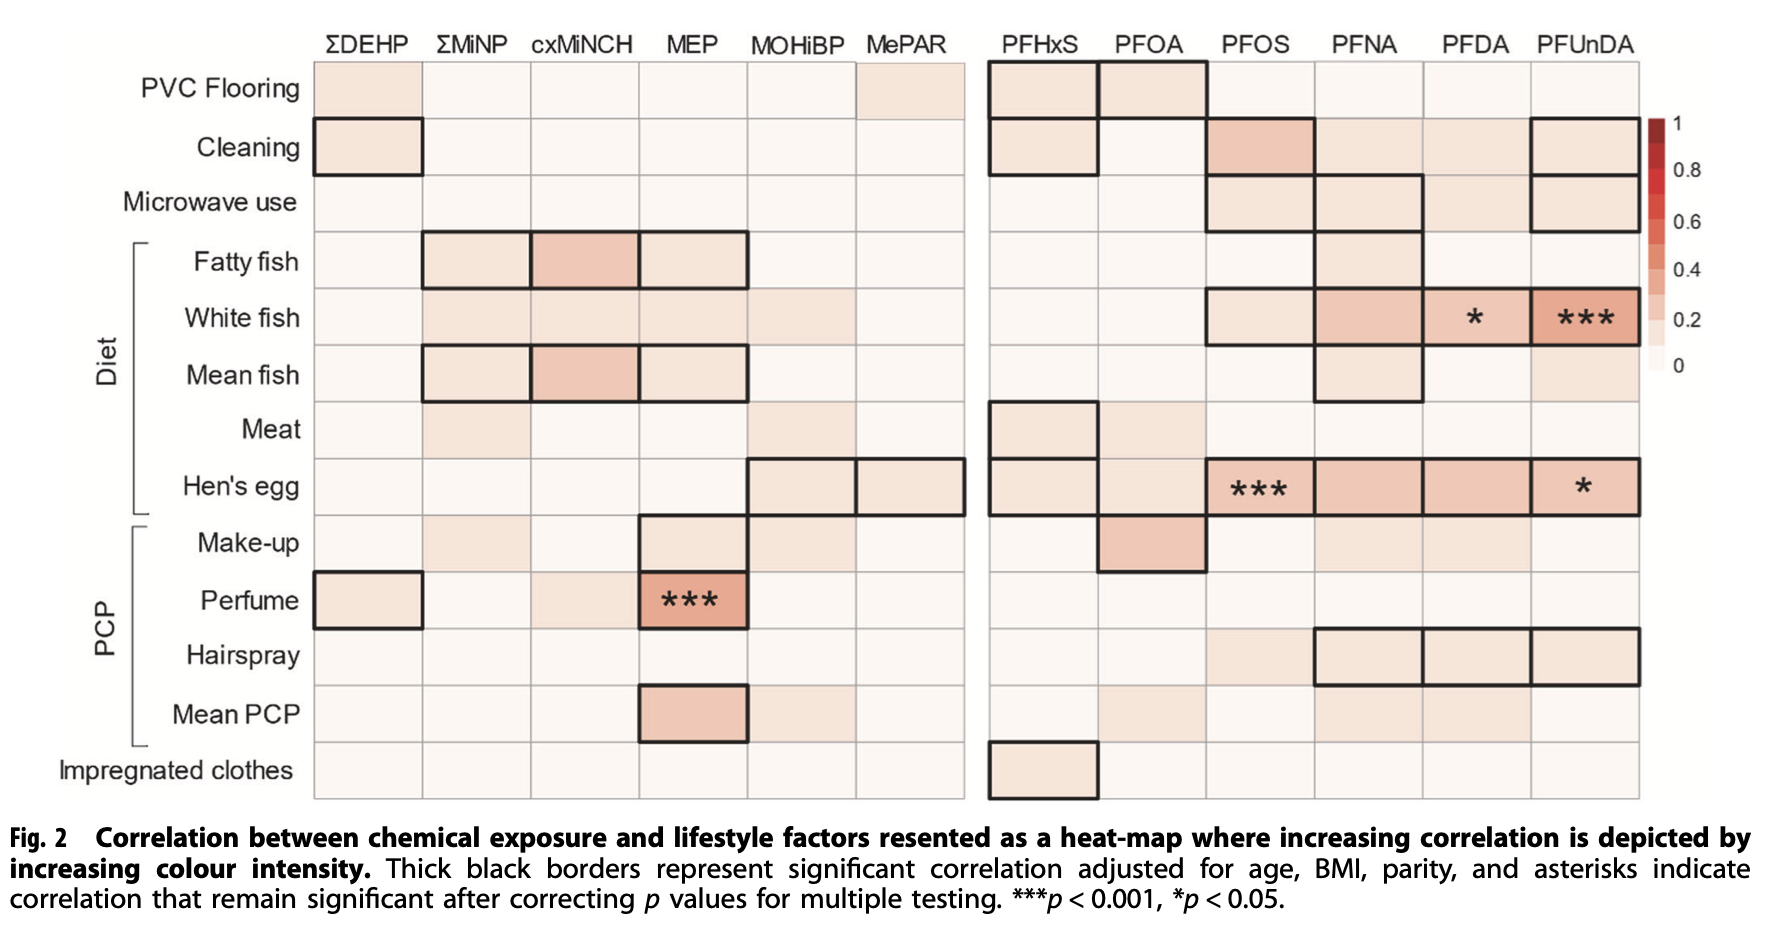 ΣDEHP ΣMiNP cxMiNCH MEP MOHiBP MePAR PFHxS PFOA PFOS PFNA PFDA PFUnDA
PVC Flooring
Cleaning
Microwave use
Fatty fish
White fish * ***
Mean fish
Meat
Hen's egg *** *
Make-up
Perfume ***
Hairspray
Mean PCP
Impregnated clothes
Diet
PCP
1
0.8
0.6
0.4
0.2
0
Fig. 2 Correlation between chemical exposure and lifestyle factors resented as a heat-map where increasing correlation is depicted by
increasing colour intensity. Thick black borders represent significant correlation adjusted for age, BMI, parity, and asterisks indicate
correlation that remain significant after correcting p values for multiple testing. ***p < 0.001, *p < 0.05.